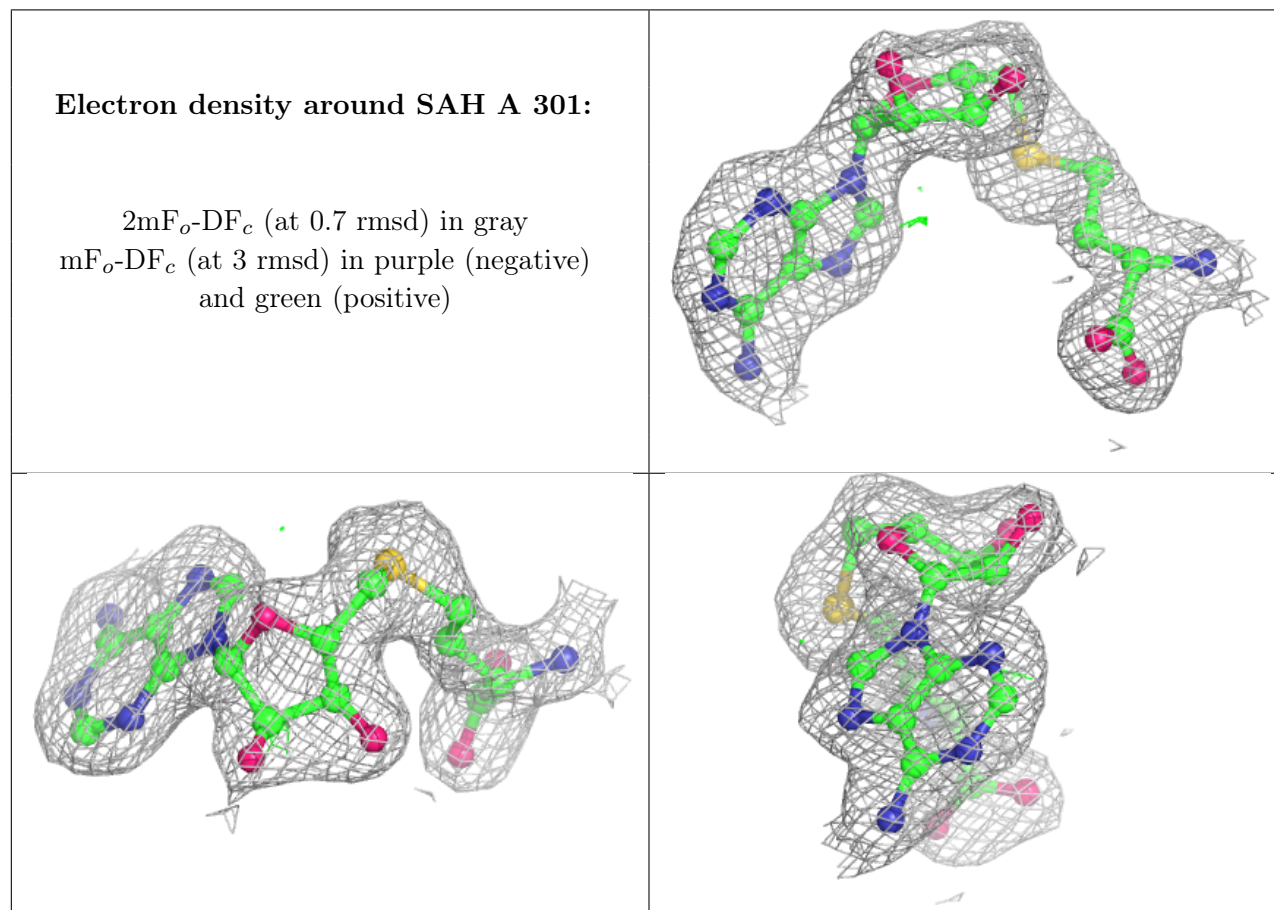 Electron density around SAH A 301:
2mFo-DFc (at 0.7 rmsd) in gray
mFo-DFc (at 3 rmsd) in purple (negative)
and green (positive)